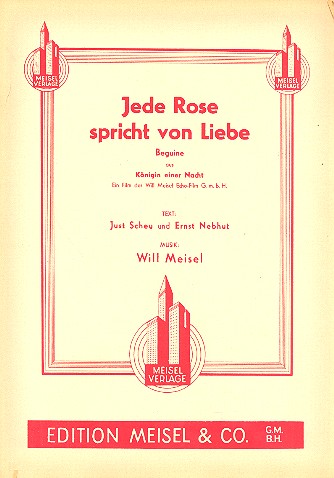 MEISEL
VERLAGE
MEISEL
VERLAGE
Jede Rose
spricht von Liebe
Beguine
aus
Königin einer Nacht
Ein Film der Will Meisel Echo-Film G. m. b. H.
TEXT:
Just Scheu und Ernst Nebhut
MUSIK:
Will Meisel
MEISEL
VERLAGE
EDITION MEISEL & CO. G.M.
B.H.